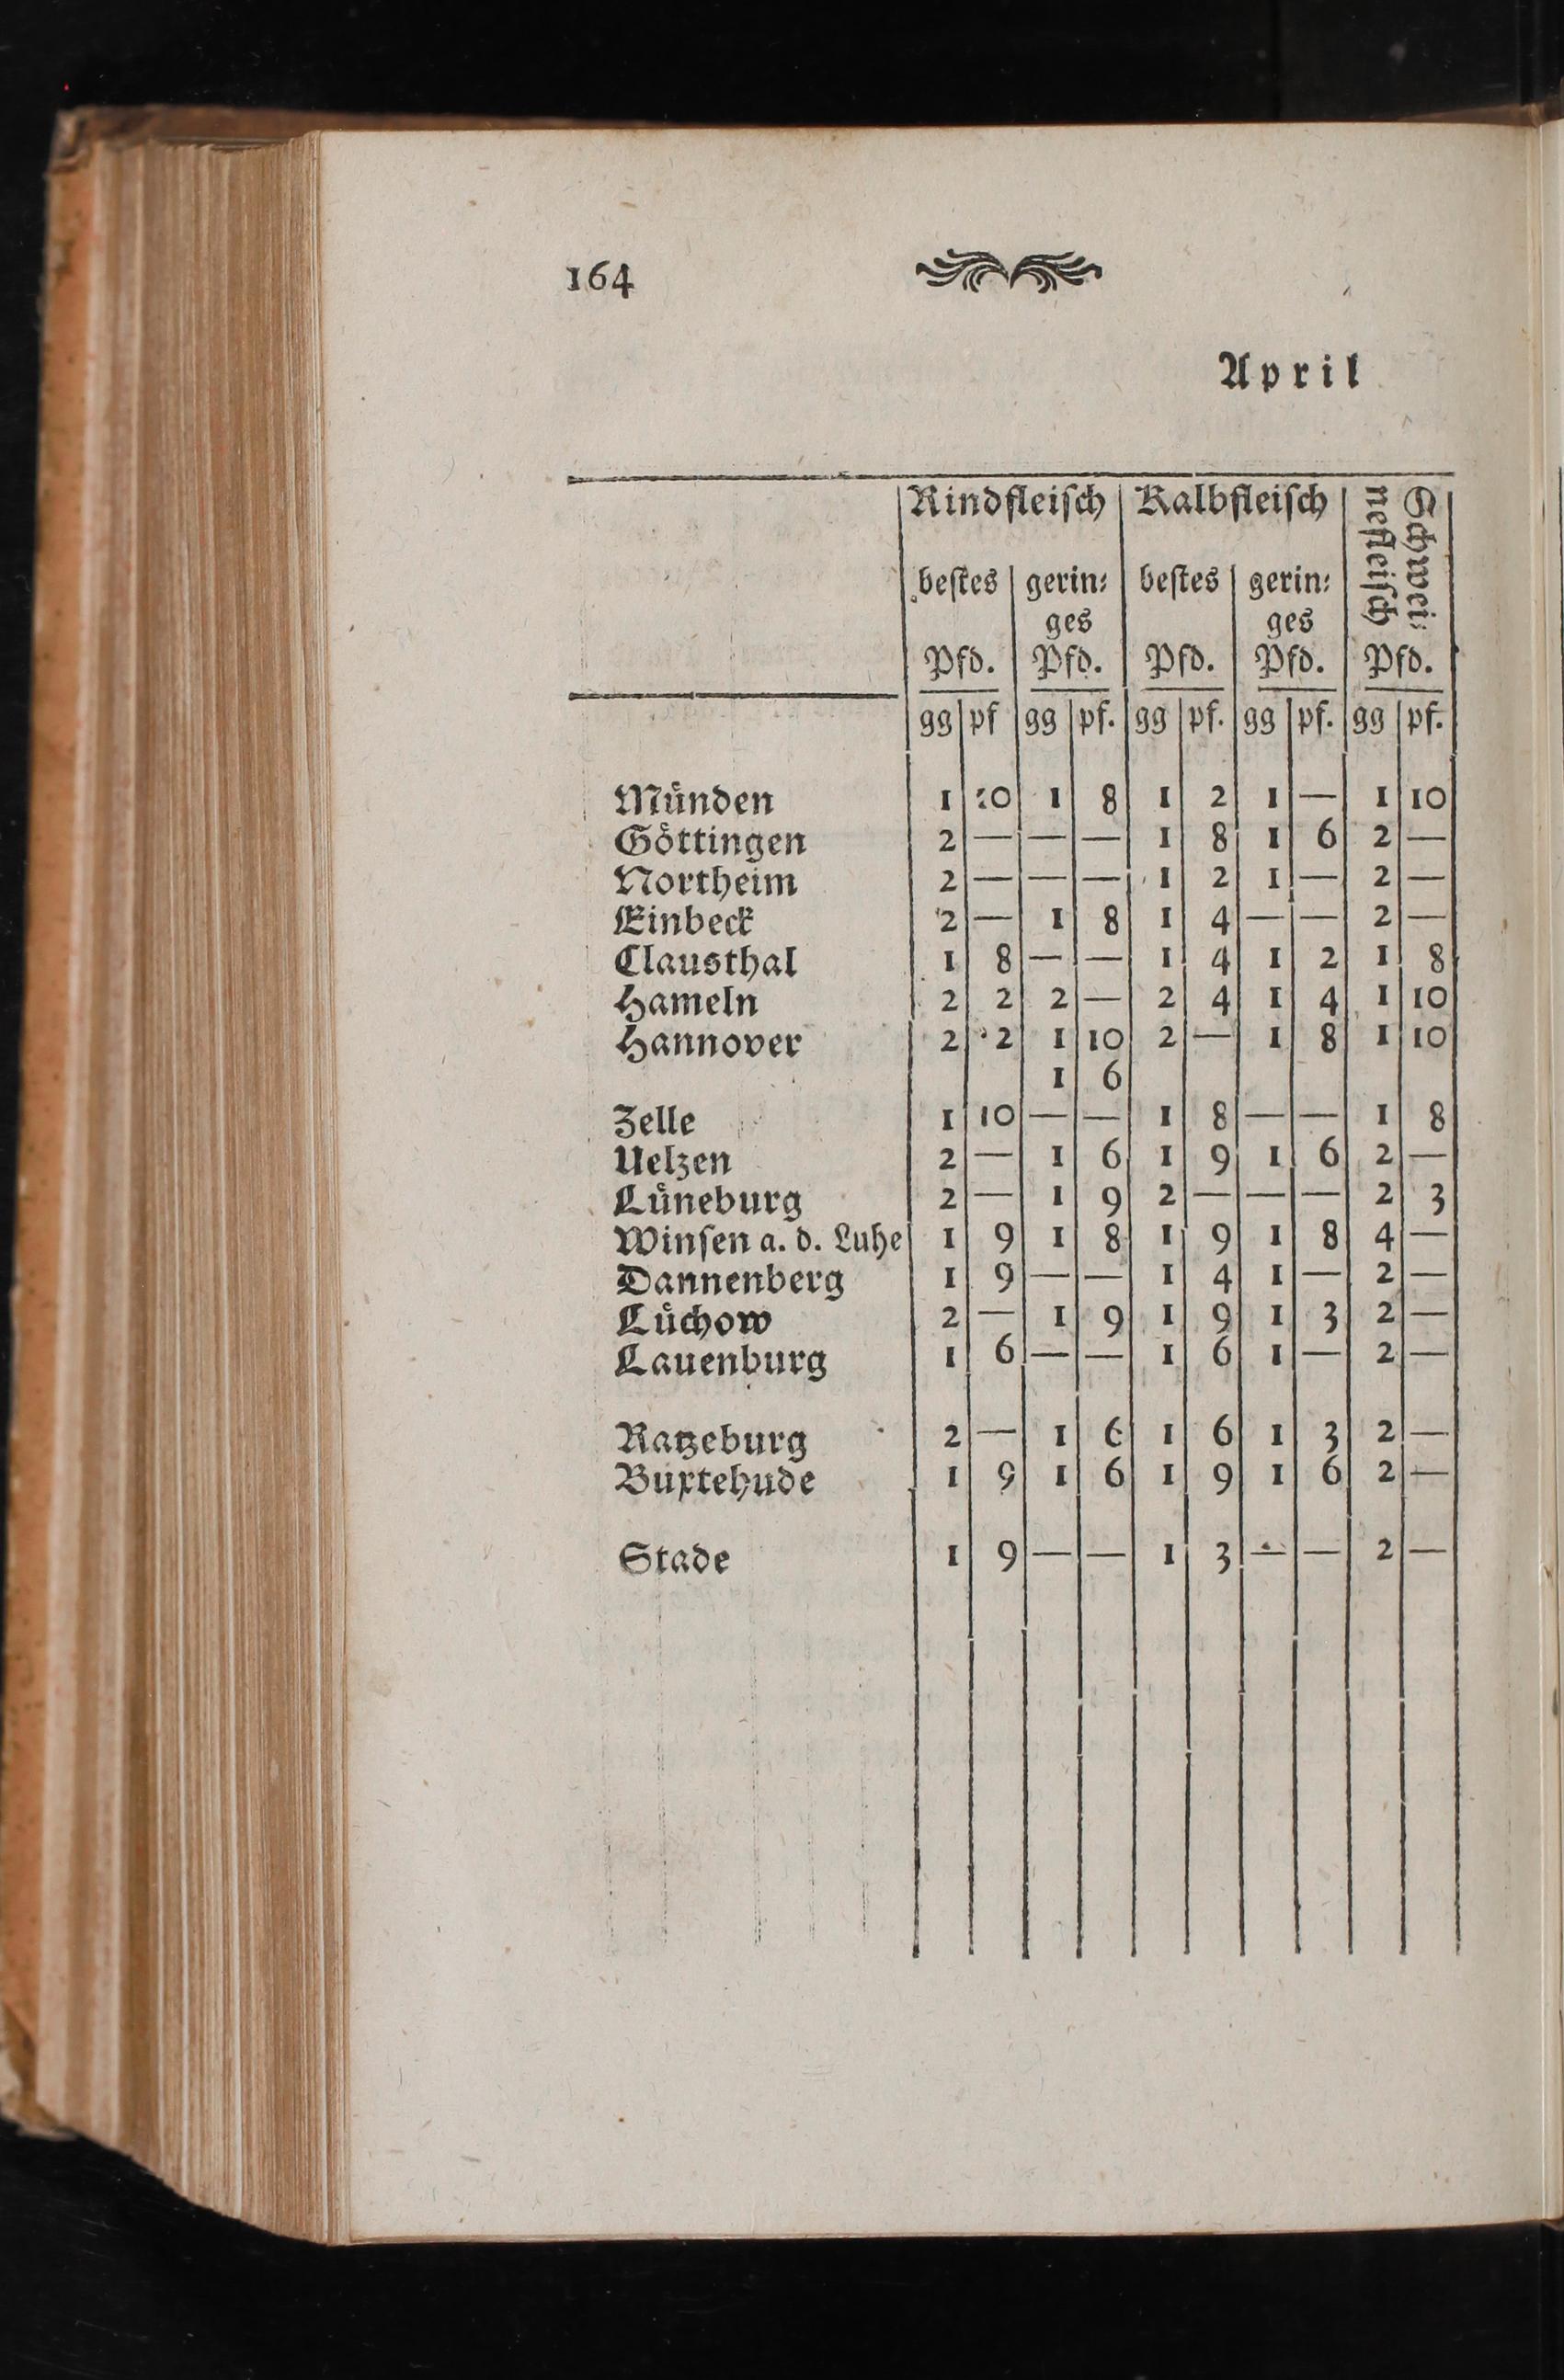 164
April
Rindfleiſch Kalbfleiſch Schwei⸗
nefleiſch
beſtes gerin⸗ beſtes gerin⸗
ges ges
Pfd. Pfd. Pfd. Pfd. Pfd.
gg pf gg pf. gg pf. gg pf. gg pf.
Münden 1 10 1 8 1 2 1 — 1 10
Göttingen 2 — — — 1 8 1 6 2 —
Northeim 2 — — — 1 2 1 — 2 —
Einbeck 2 — 1 8 1 4 — — 2 —
Clausthal 1 8 — — 1 4 1 2 1 8
Hameln 2 2 2 — 2 4 1 4 1 10
Hannover 2 2 1 10 2 — 1 8 1 10
1 6
Zelle 1 10 — — 1 8 — — 1 8
Uelzen 2 — 1 6 1 9 1 6 2 —
Lüneburg 2 — 1 9 2 — — — 2 3
Winſen a. d. Luhe 1 9 1 8 1 9 1 8 4 —
Dannenberg 1 9 — — 1 4 1 — 2 —
Lüchow 2 — 1 9 1 9 1 3 2 —
Lauenburg 1 6 — — 1 6 1 — 2 —
Ratzeburg 2 — 1 6 1 6 1 3 2 —
Buxtehude 1 9 1 6 1 9 1 6 2 —
Stade 1 9 — — 1 3 — — 2 —